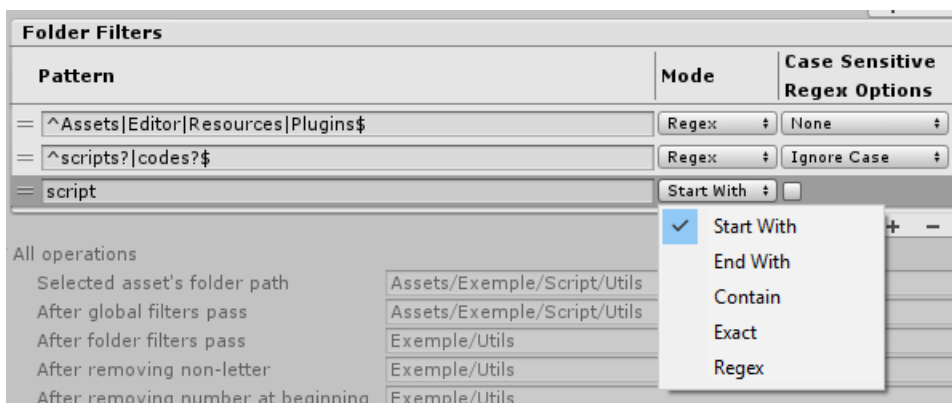 Folder Filters
Pattern Mode Case Sensitive
Regex Options
^Assets|Editor|Resources|Plugins$ Regex None
^scripts?|codes?$ Regex Ignore Case
script Start With
Start With
End With
Contain
Exact
Regex
+ −
All operations
Selected asset's folder path Assets/Exemple/Script/Utils
After global filters pass Assets/Exemple/Script/Utils
After folder filters pass Exemple/Utils
After removing non-letter Exemple/Utils
After removing number at beginning Exemple/Utils